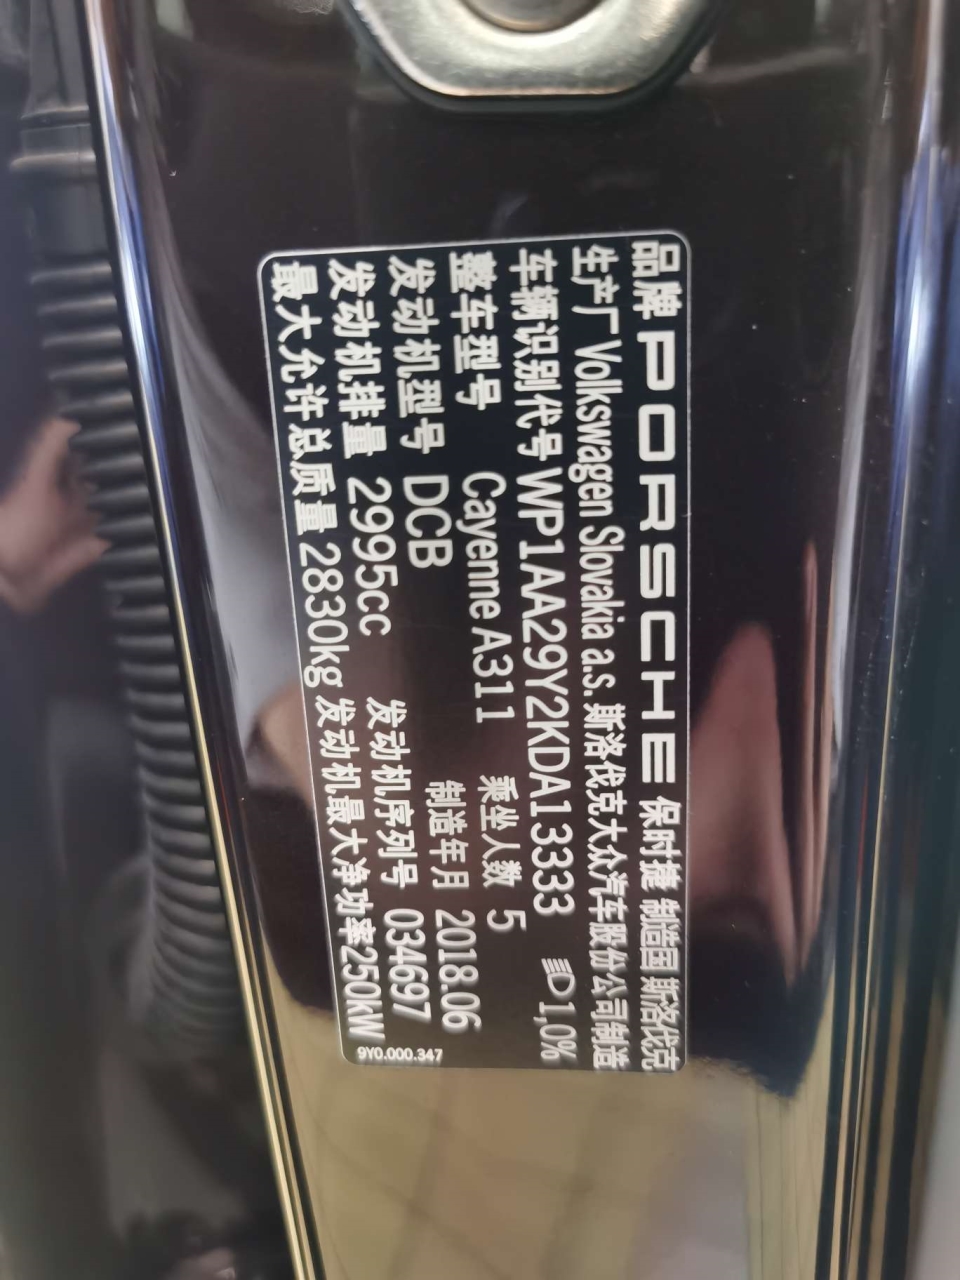 品牌 PORSCHE 保时捷 制造国 斯洛伐克
生产厂 Volkswagen Slovakia a.s. 斯洛伐克大众汽车股份公司制造
车辆识别代号 WP1AA29Y2KDA13333 1,0%
整车型号 Cayenne A311 乘坐人数 5
发动机型号 DCB 制造年月 2018.06
发动机排量 2995cc 发动机序列号 034697
最大允许总质量 2830kg 发动机最大净功率250kW
9Y0.000.347